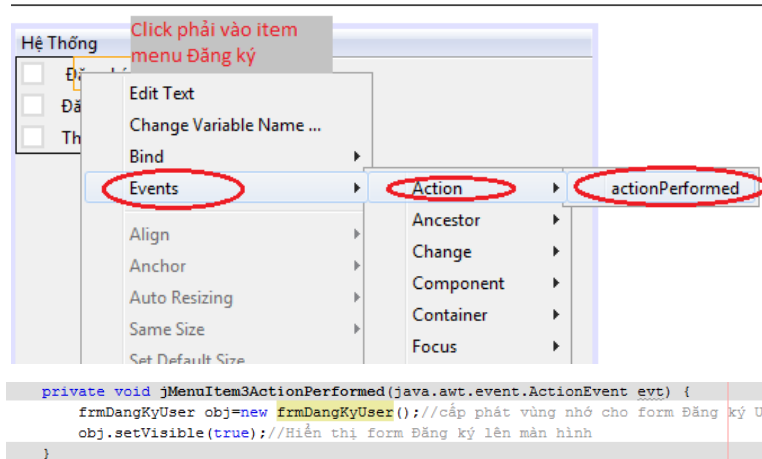 Click phải vào item
menu Đăng ký
Hệ Thống
Edit Text
Change Variable Name ...
Bind
Events
Action
actionPerformed
Ancestor
Align
Change
Anchor
Component
Auto Resizing
Container
Same Size
Focus
Set Default Size
private void jMenuItem3ActionPerformed(java.awt.event.ActionEvent evt) {
frmDangKyUser obj=new frmDangKyUser();//cấp phát vùng nhớ cho form Đăng ký U
obj.setVisible(true);//Hiển thị form Đăng ký lên màn hình
}